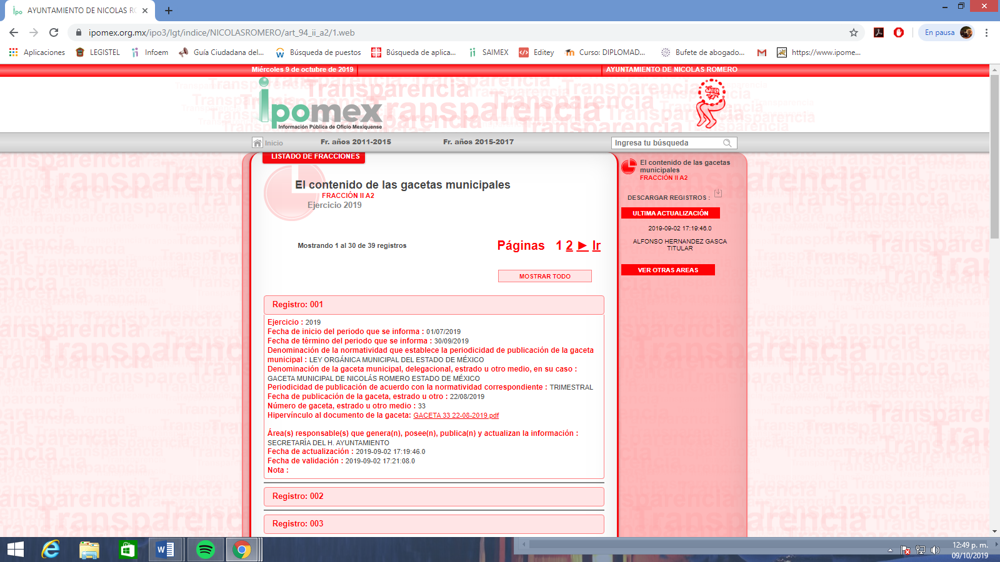 AYUNTAMIENTO DE NICOLAS RO
ipomex.org.mx/ipo3/lgt/indice/NICOLASROMERO/art_94_ii_a2/1.web
En pausa
Aplicaciones
LEGISTEL
Infoem
Guía Ciudadana del...
Búsqueda de puestos
Búsqueda de aplica...
SAIMEX
Editey
Curso: DIPLOMAD...
Bufete de abogado...
https://www.ipome...
Miércoles 9 de octubre de 2019
AYUNTAMIENTO DE NICOLAS ROMERO
ipomex
Información Pública de Oficio Mexiquense
Transparencia
Inicio
Fr. años 2011-2015
Fr. años 2015-2017
Ingresa tu búsqueda
LISTADO DE FRACCIONES
El contenido de las gacetas municipales
FRACCIÓN II A2
Ejercicio 2019
Mostrando 1 al 30 de 39 registros
Páginas 1 2 ► Ir
MOSTRAR TODO
Registro: 001
Ejercicio : 2019
Fecha de inicio del periodo que se informa : 01/07/2019
Fecha de término del periodo que se informa : 30/09/2019
Denominación de la normatividad que establece la periodicidad de publicación de la gaceta
municipal : LEY ORGÁNICA MUNICIPAL DEL ESTADO DE MÉXICO
Denominación de la gaceta municipal, delegacional, estrado u otro medio, en su caso :
GACETA MUNICIPAL DE NICOLÁS ROMERO ESTADO DE MÉXICO
Periodicidad de publicación de acuerdo con la normatividad correspondiente : TRIMESTRAL
Fecha de publicación de la gaceta, estrado u otro : 22/08/2019
Número de gaceta, estrado u otro medio : 33
Hipervínculo al documento de la gaceta: GACETA 33 22-08-2019.pdf
Área(s) responsable(s) que genera(n), posee(n), publica(n) y actualizan la información :
SECRETARÍA DEL H. AYUNTAMIENTO
Fecha de actualización : 2019-09-02 17:19:46.0
Fecha de validación : 2019-09-02 17:21:08.0
Nota :
Registro: 002
Registro: 003
El contenido de las gacetas
municipales
FRACCIÓN II A2
DESCARGAR REGISTROS :
ULTIMA ACTUALIZACIÓN
2019-09-02 17:19:46.0
ALFONSO HERNANDEZ GASCA
TITULAR
VER OTRAS AREAS
12:49 p. m.
09/10/2019